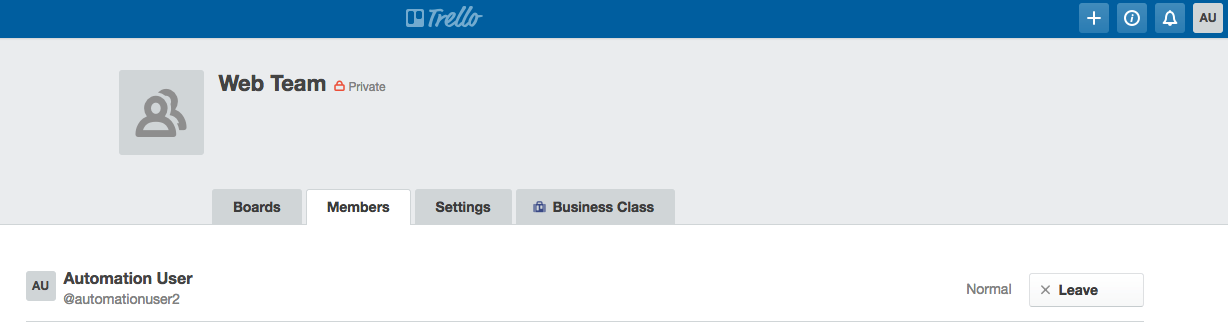 Trello
AU
Web Team Private
Boards Members Settings Business Class
AU Automation User
@automationuser2
Normal × Leave